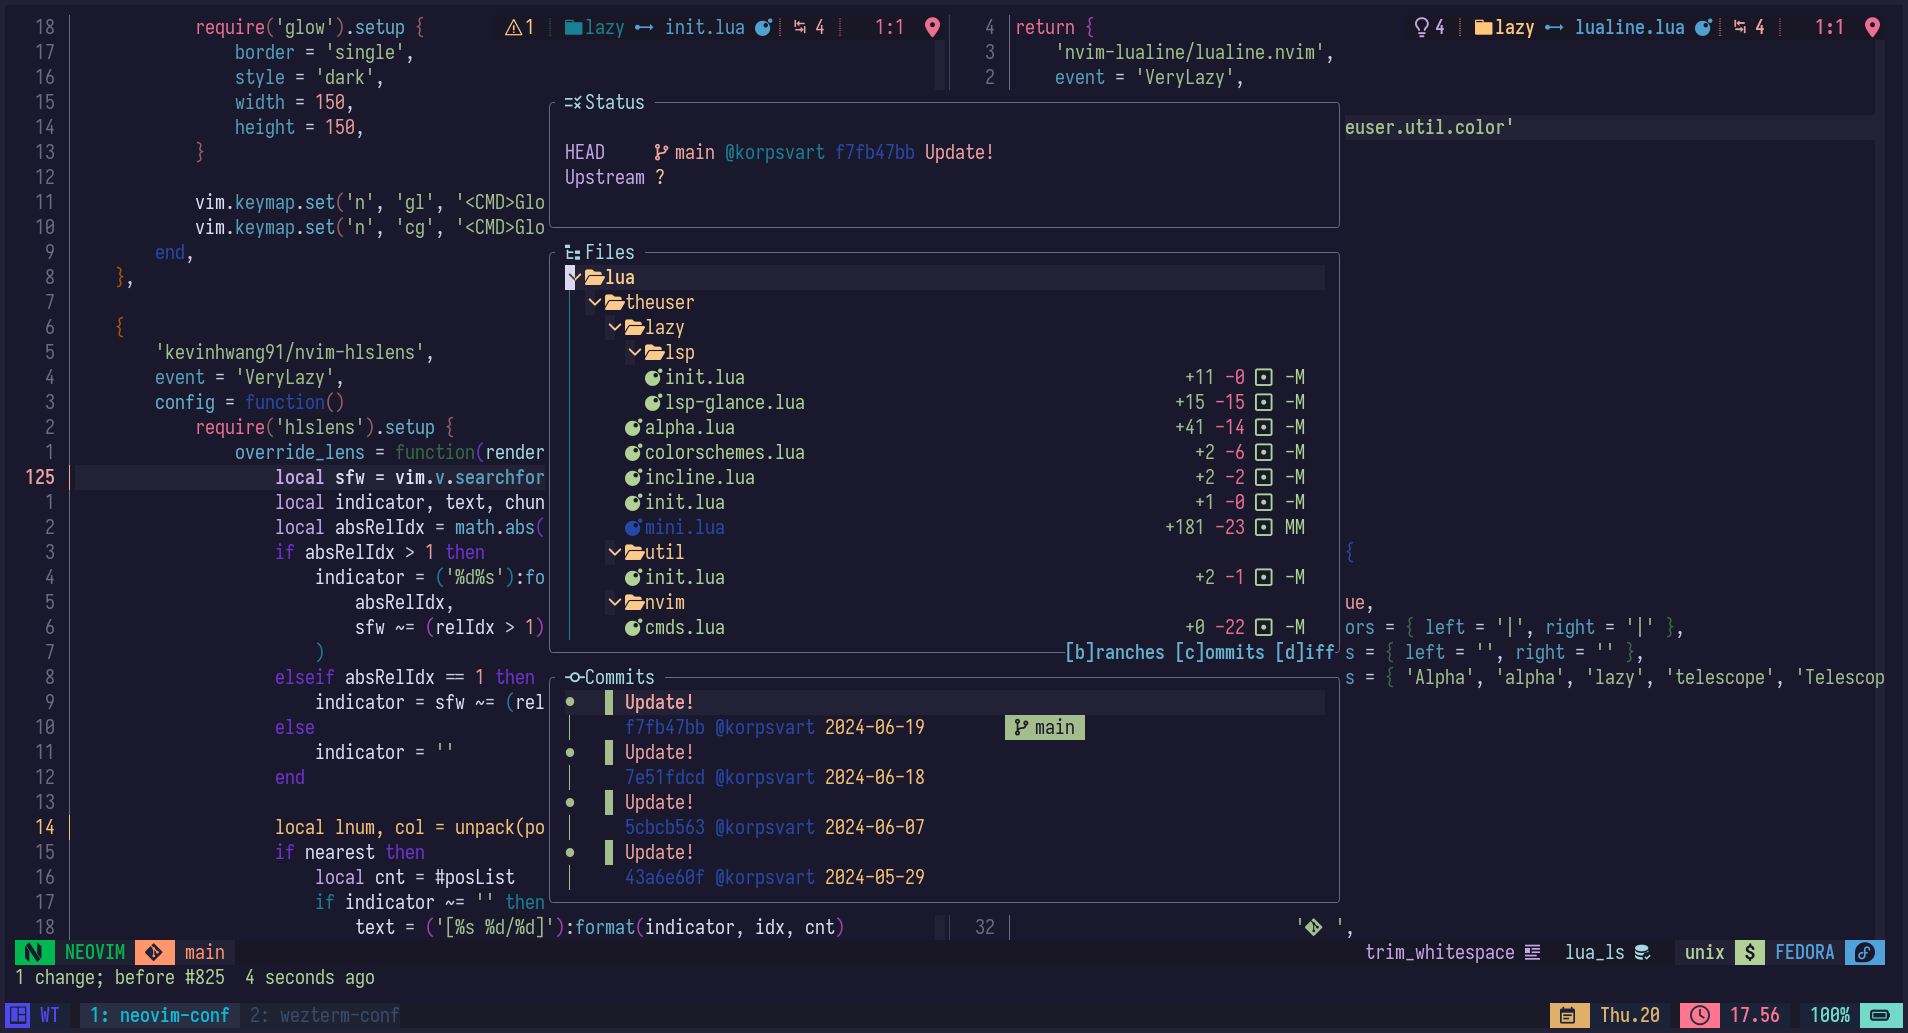 18 require('glow').setup { 1 lazy init.lua 4 1:1
17 border = 'single',
16 style = 'dark',
15 width = 150,
14 height = 150,
13 }
12
11 vim.keymap.set('n', 'gl', '<CMD>Glo
10 vim.keymap.set('n', 'cg', '<CMD>Glo
9 end,
8 },
7
6 {
5 'kevinhwang91/nvim-hlslens',
4 event = 'VeryLazy',
3 config = function()
2 require('hlslens').setup {
1 override_lens = function(render
125 local sfw = vim.v.searchfor
1 local indicator, text, chun
2 local absRelIdx = math.abs(
3 if absRelIdx > 1 then
4 indicator = ('%d%s'):fo
5 absRelIdx,
6 sfw ~= (relIdx > 1)
7 )
8 elseif absRelIdx == 1 then
9 indicator = sfw ~= (rel
10 else
11 indicator = ''
12 end
13
14 local lnum, col = unpack(po
15 if nearest then
16 local cnt = #posList
17 if indicator ~= '' then
18 text = ('[%s %d/%d]'):format(indicator, idx, cnt)
4 return { 4 lazy lualine.lua 4 1:1
3 'nvim-lualine/lualine.nvim',
2 event = 'VeryLazy',
euser.util.color'
{
ue,
ors = { left = '|', right = '|' },
s = { left = '', right = '' },
s = { 'Alpha', 'alpha', 'lazy', 'telescope', 'Telescop
32 ' ',
Status
HEAD main @korpsvart f7fb47bb Update!
Upstream ?
Files
lua
theuser
lazy
lsp
init.lua +11 -0 -M
lsp-glance.lua +15 -15 -M
alpha.lua +41 -14 -M
colorschemes.lua +2 -6 -M
incline.lua +2 -2 -M
init.lua +1 -0 -M
mini.lua +181 -23 MM
util
init.lua +2 -1 -M
nvim
cmds.lua +0 -22 -M
[b]ranches [c]ommits [d]iff
Commits
Update!
f7fb47bb @korpsvart 2024-06-19 main
Update!
7e51fdcd @korpsvart 2024-06-18
Update!
5cbcb563 @korpsvart 2024-06-07
Update!
43a6e60f @korpsvart 2024-05-29
NEOVIM main trim_whitespace lua_ls unix $ FEDORA
1 change; before #825 4 seconds ago
WT 1: neovim-conf 2: wezterm-conf Thu.20 17.56 100%